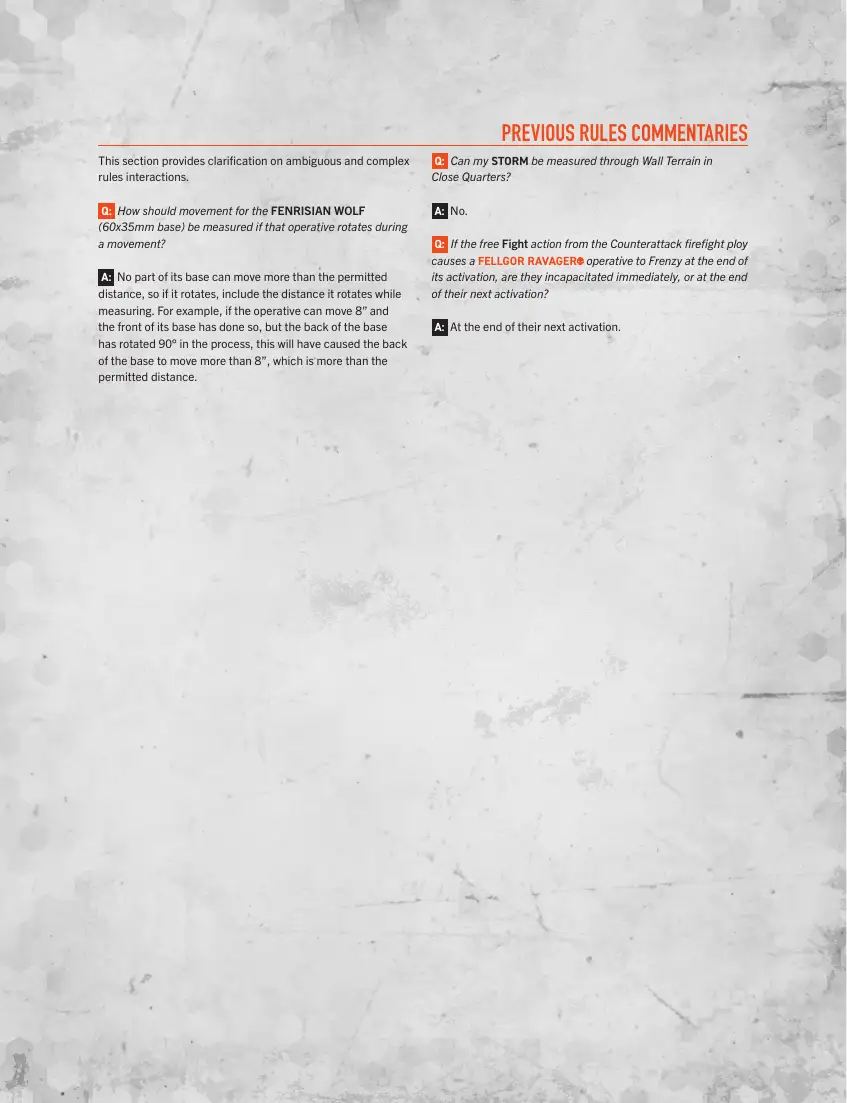 PREVIOUS RULES COMMENTARIES
This section provides clarification on ambiguous and complex
rules interactions.
Q: How should movement for the FENRISIAN WOLF
(60x35mm base) be measured if that operative rotates during
a movement?
A: No part of its base can move more than the permitted
distance, so if it rotates, include the distance it rotates while
measuring. For example, if the operative can move 8” and
the front of its base has done so, but the back of the base
has rotated 90° in the process, this will have caused the back
of the base to move more than 8”, which is more than the
permitted distance.
Q: Can my STORM be measured through Wall Terrain in
Close Quarters?
A: No.
Q: If the free Fight action from the Counterattack firefight ploy
causes a FELLGOR RAVAGER operative to Frenzy at the end of
its activation, are they incapacitated immediately, or at the end
of their next activation?
A: At the end of their next activation.